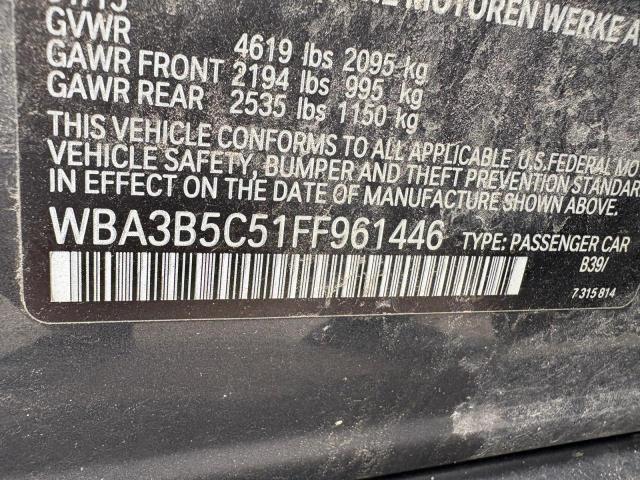 MOTOREN WERKE A
GVWR 4619 lbs 2095 kg
GAWR FRONT 2194 lbs 995 kg
GAWR REAR 2535 lbs 1150 kg
THIS VEHICLE CONFORMS TO ALL APPLICABLE U.S.FEDERAL MO
VEHICLE SAFETY, BUMPER AND THEFT PREVENTION STANDAR
IN EFFECT ON THE DATE OF MANUFACTURE SHOWN ABOVE.
WBA3B5C51FF961446 TYPE: PASSENGER CAR
B39/
7 315 814